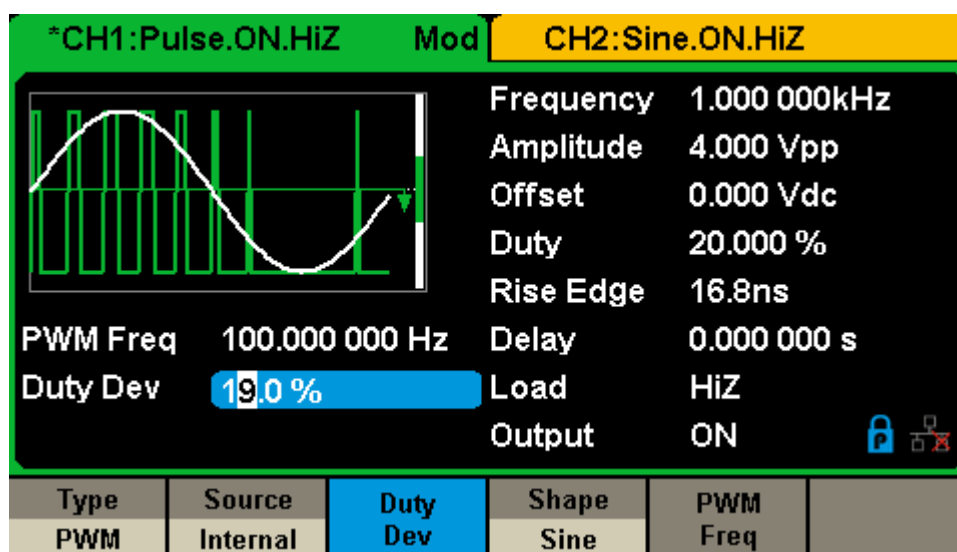 *CH1:Pulse.ON.HiZ Mod CH2:Sine.ON.HiZ
Frequency 1.000 000kHz
Amplitude 4.000 Vpp
Offset 0.000 Vdc
Duty 20.000 %
Rise Edge 16.8ns
PWM Freq 100.000 000 Hz Delay 0.000 000 s
Duty Dev 19.0 % Load HiZ
Output ON P
Type Source Duty Shape PWM
PWM Internal Dev Sine Freq